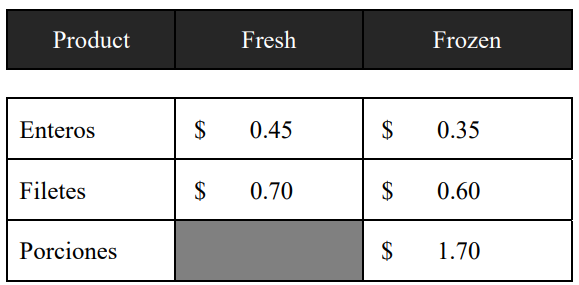 Product Fresh Frozen
Enteros $ 0.45 $ 0.35
Filetes $ 0.70 $ 0.60
Porciones $ 1.70